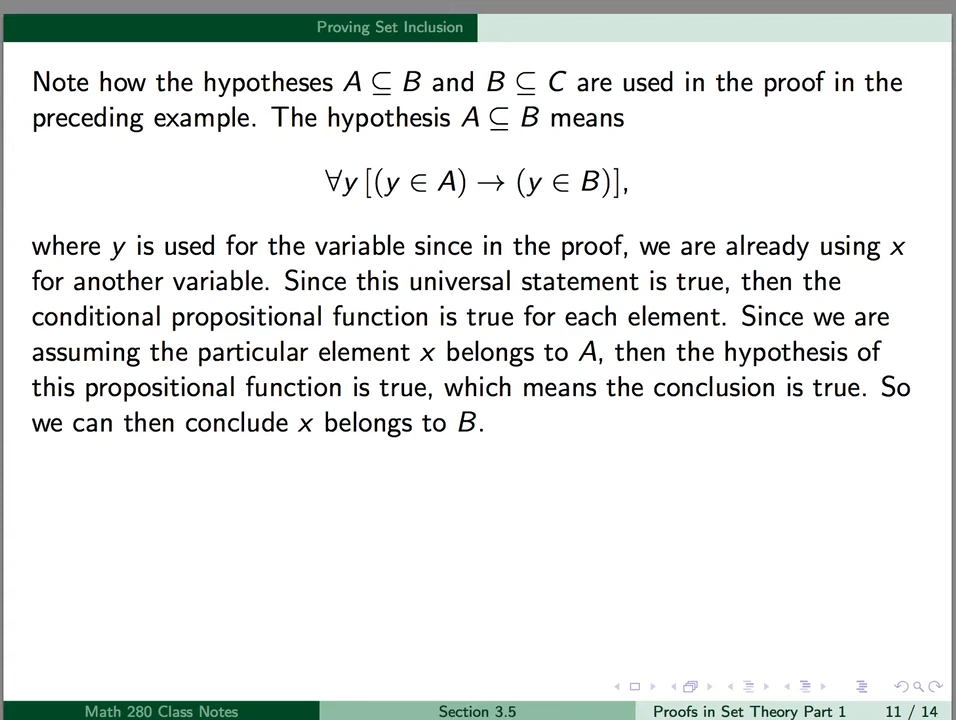 Proving Set Inclusion
Note how the hypotheses A ⊆ B and B ⊆ C are used in the proof in the
preceding example. The hypothesis A ⊆ B means
∀y [(y ∈ A) → (y ∈ B)],
where y is used for the variable since in the proof, we are already using x
for another variable. Since this universal statement is true, then the
conditional propositional function is true for each element. Since we are
assuming the particular element x belongs to A, then the hypothesis of
this propositional function is true, which means the conclusion is true. So
we can then conclude x belongs to B.
Math 280 Class Notes Section 3.5 Proofs in Set Theory Part 1 11 / 14